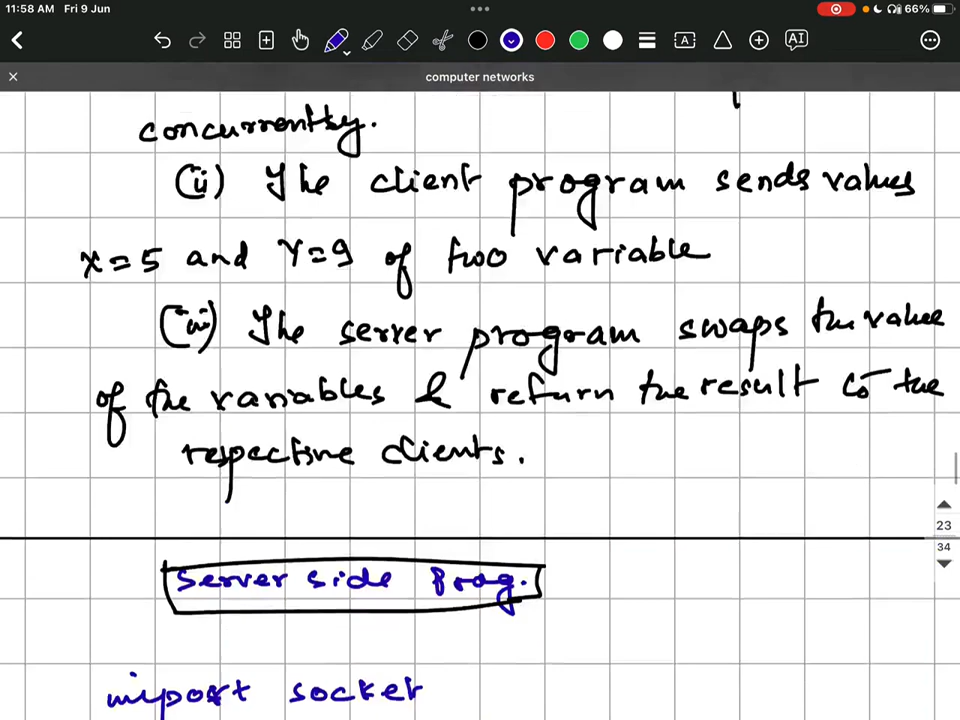 11:58 AM Fri 9 Jun
66%
computer networks
concurrently.
(ii) The client program sends values
x = 5 and Y = 9 of two variable
(iii) The server program swaps the value
of the variables & return the result to the
respective clients.
23
34
Server side Prog.
import socket